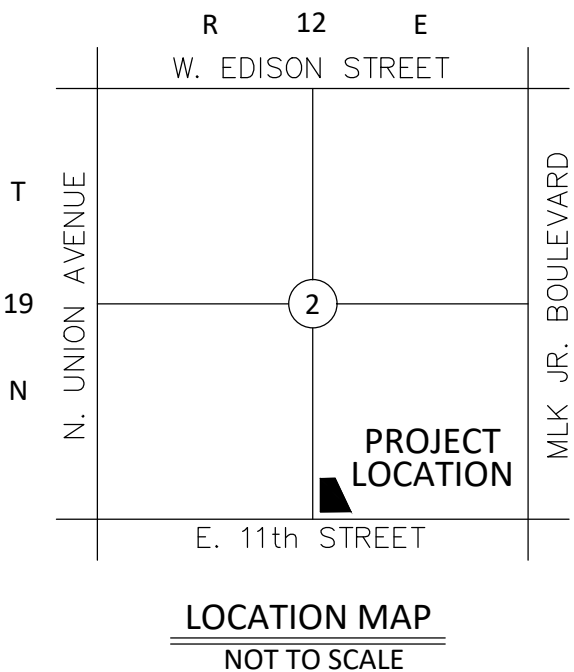 R 12 E
W. EDISON STREET
T
19
N
N. UNION AVENUE
2
MLK JR. BOULEVARD
PROJECT
LOCATION
E. 11th STREET
LOCATION MAP
NOT TO SCALE